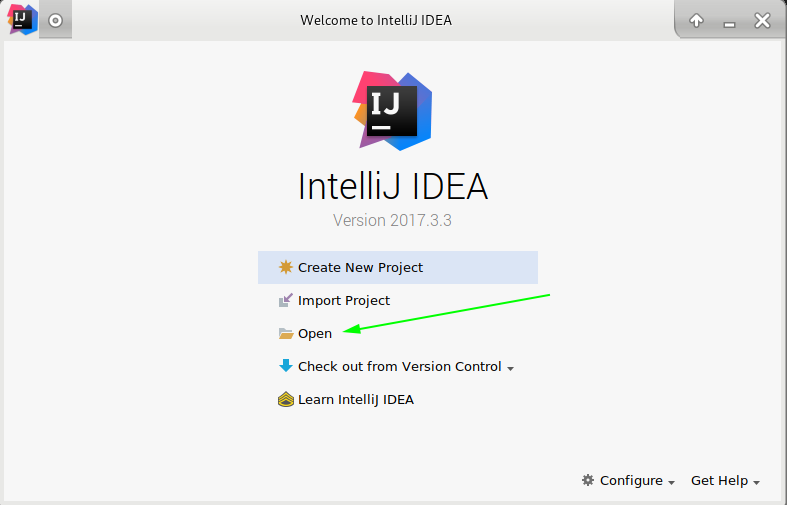 Welcome to IntelliJ IDEA
IJ
IntelliJ IDEA
Version 2017.3.3
Create New Project
Import Project
Open
Check out from Version Control
Learn IntelliJ IDEA
Configure Get Help